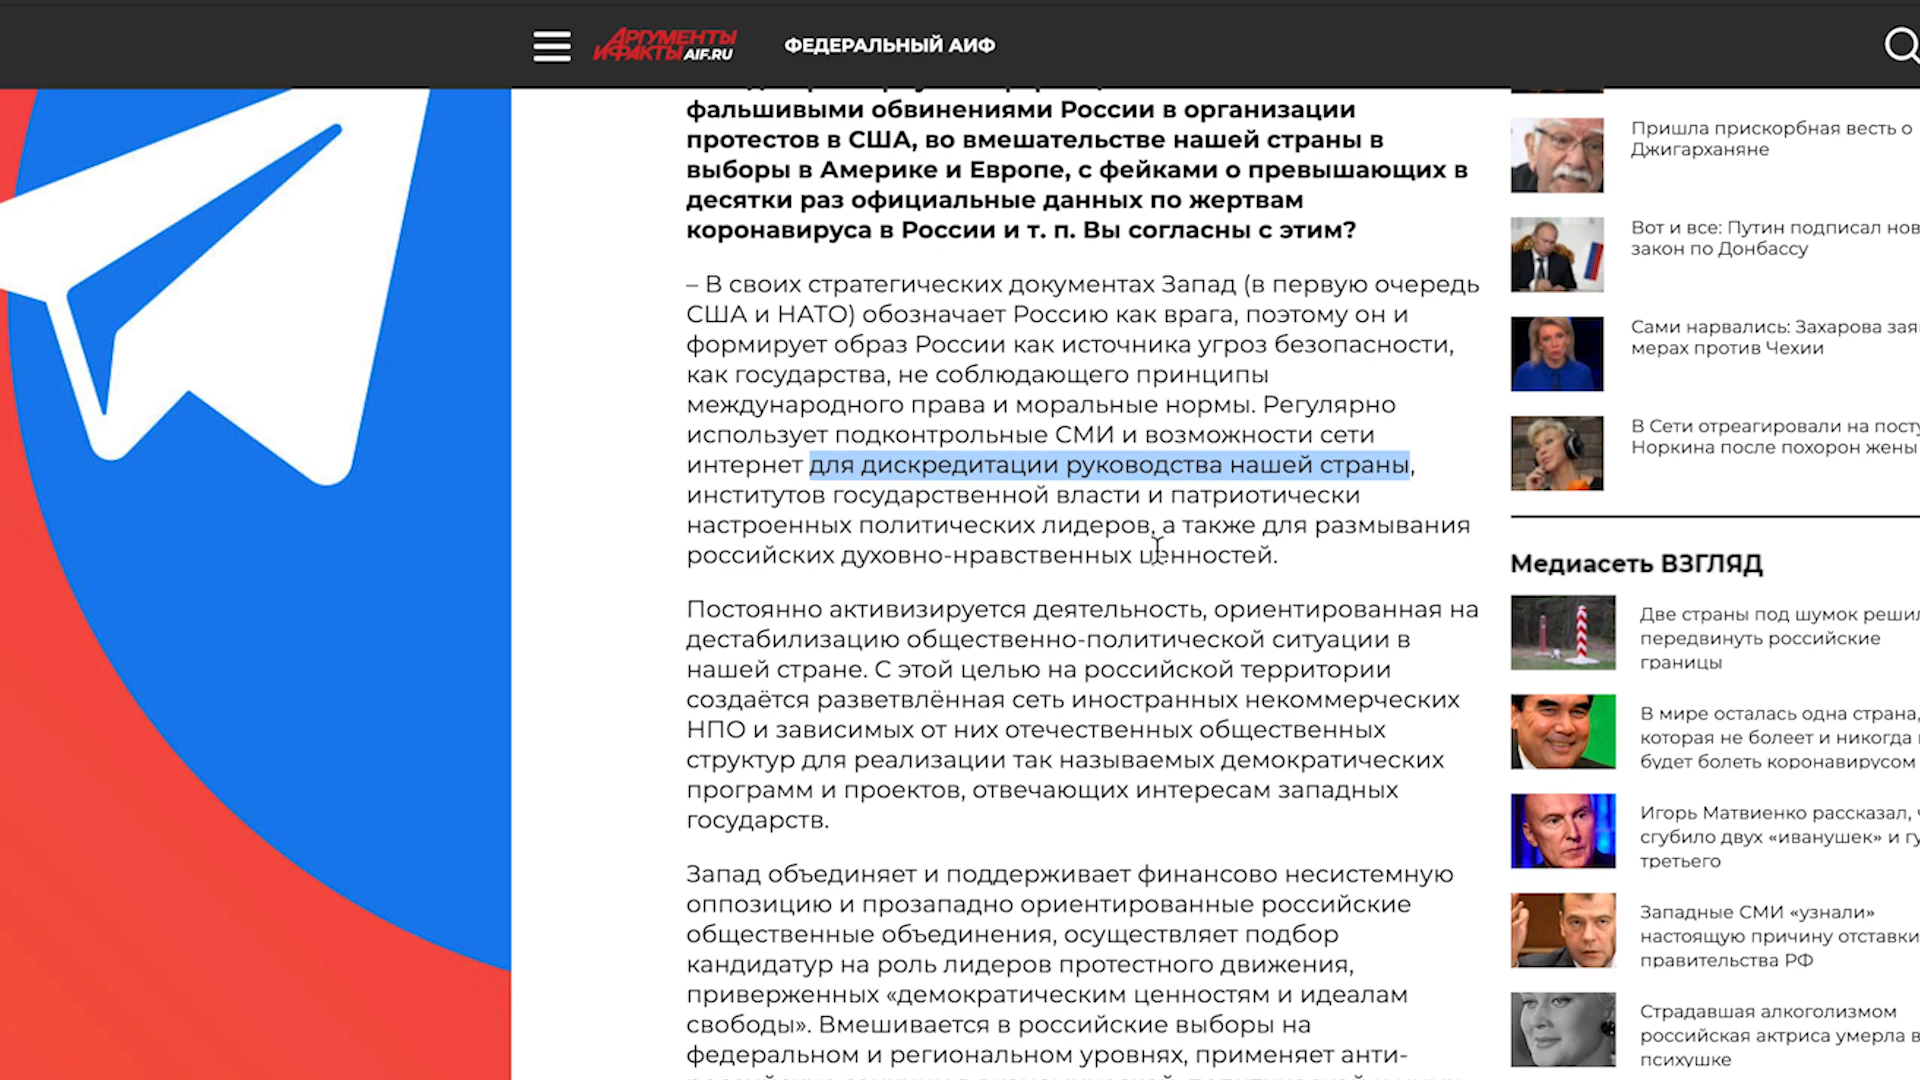 АРГУМЕНТЫ
И ФАКТЫ AIF.RU
ФЕДЕРАЛЬНЫЙ АИФ
фальшивыми обвинениями России в организации
протестов в США, во вмешательстве нашей страны в
выборы в Америке и Европе, с фейками о превышающих в
десятки раз официальные данных по жертвам
коронавируса в России и т. п. Вы согласны с этим?
– В своих стратегических документах Запад (в первую очередь
США и НАТО) обозначает Россию как врага, поэтому он и
формирует образ России как источника угроз безопасности,
как государства, не соблюдающего принципы
международного права и моральные нормы. Регулярно
использует подконтрольные СМИ и возможности сети
интернет для дискредитации руководства нашей страны,
институтов государственной власти и патриотически
настроенных политических лидеров, а также для размывания
российских духовно-нравственных ценностей.
Постоянно активизируется деятельность, ориентированная на
дестабилизацию общественно-политической ситуации в
нашей стране. С этой целью на российской территории
создаётся разветвлённая сеть иностранных некоммерческих
НПО и зависимых от них отечественных общественных
структур для реализации так называемых демократических
программ и проектов, отвечающих интересам западных
государств.
Запад объединяет и поддерживает финансово несистемную
оппозицию и прозападно ориентированные российские
общественные объединения, осуществляет подбор
кандидатур на роль лидеров протестного движения,
приверженных «демократическим ценностям и идеалам
свободы». Вмешивается в российские выборы на
федеральном и региональном уровнях, применяет анти-
Пришла прискорбная весть о
Джигарханяне
Вот и все: Путин подписал нов
закон по Донбассу
Сами нарвались: Захарова зая
мерах против Чехии
В Сети отреагировали на посту
Норкина после похорон жены
Медиасеть ВЗГЛЯД
Две страны под шумок решил
передвинуть российские
границы
В мире осталась одна страна,
которая не болеет и никогда
будет болеть коронавирусом
Игорь Матвиенко рассказал,
сгубило двух «иванушек» и гу
третьего
Западные СМИ «узнали»
настоящую причину отставки
правительства РФ
Страдавшая алкоголизмом
российская актриса умерла в
психушке